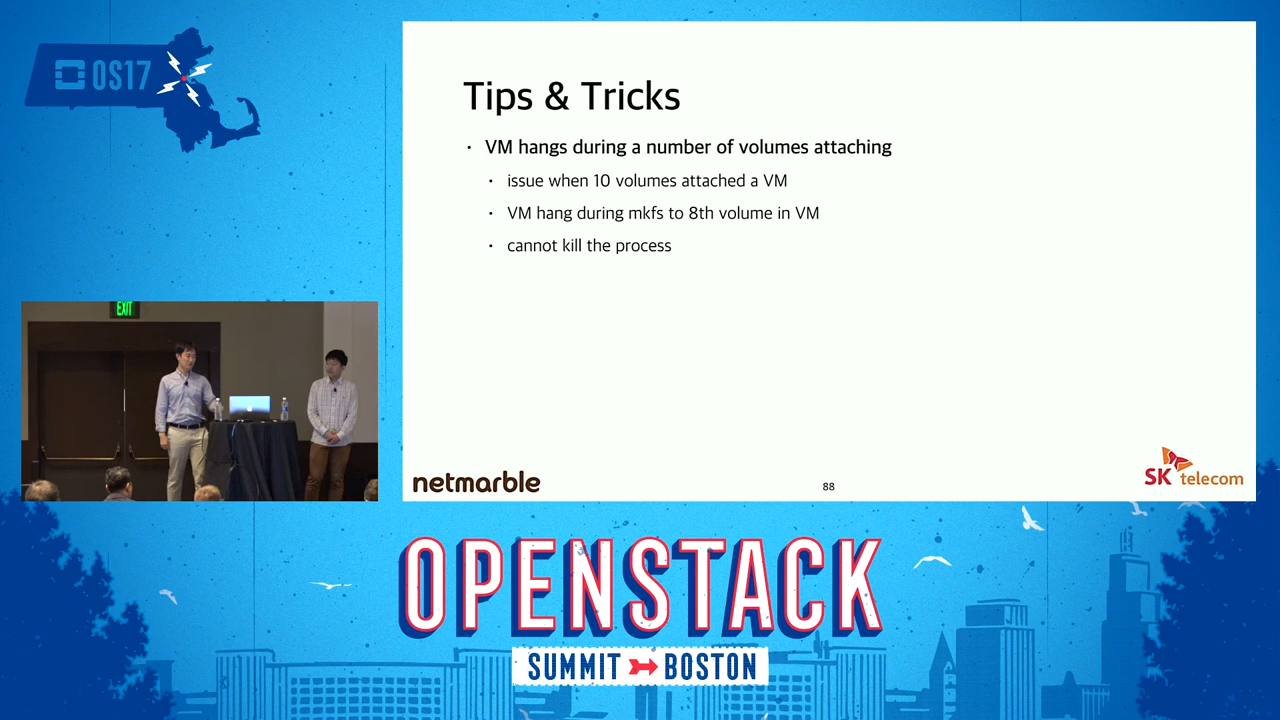 OS17
Tips & Tricks
• VM hangs during a number of volumes attaching
• issue when 10 volumes attached a VM
• VM hang during mkfs to 8th volume in VM
• cannot kill the process
EXIT
netmarble
88
SK telecom
OPENSTACK
SUMMIT BOSTON